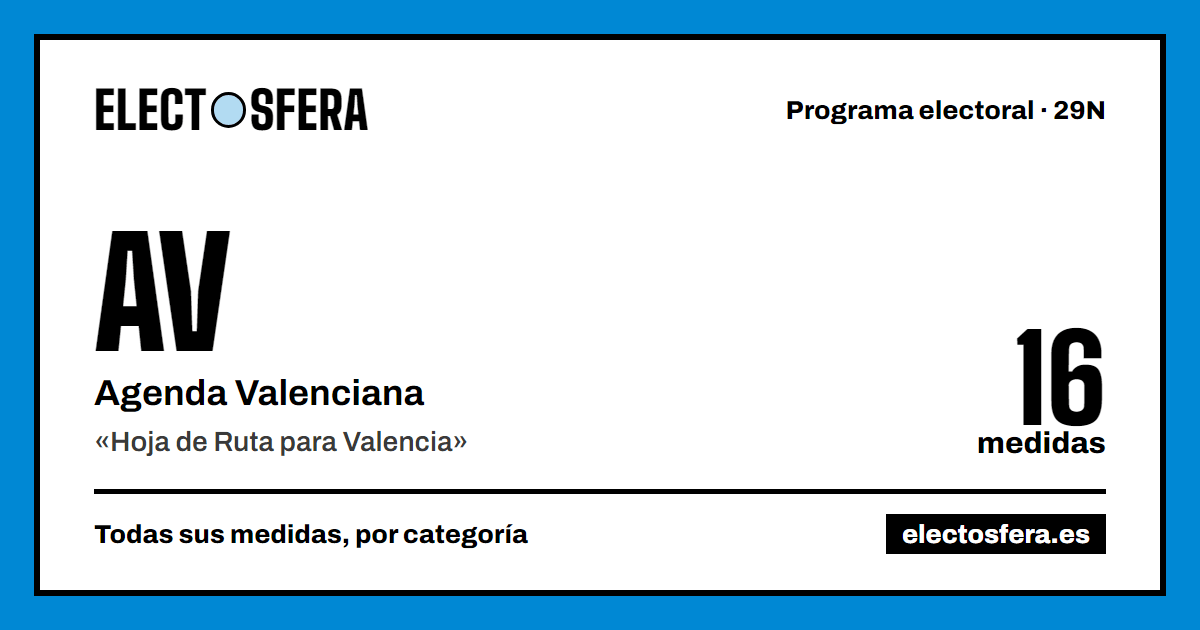 ELECTOSFERA
Programa electoral · 29N
AV
Agenda Valenciana
«Hoja de Ruta para Valencia»
16
medidas
Todas sus medidas, por categoría
electosfera.es